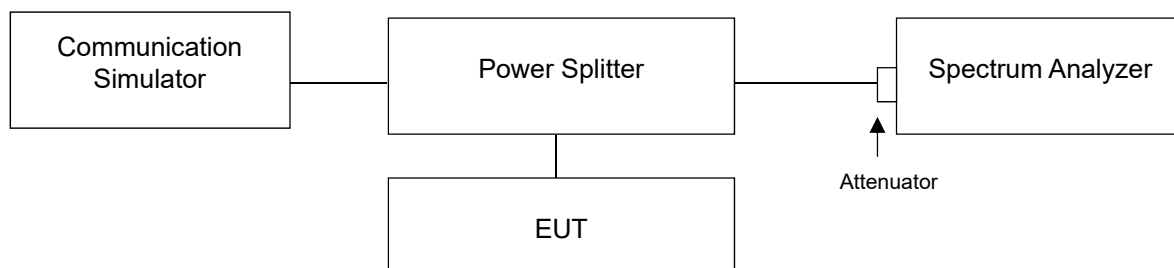 Communication
Simulator
Power Splitter
Spectrum Analyzer
Attenuator
EUT